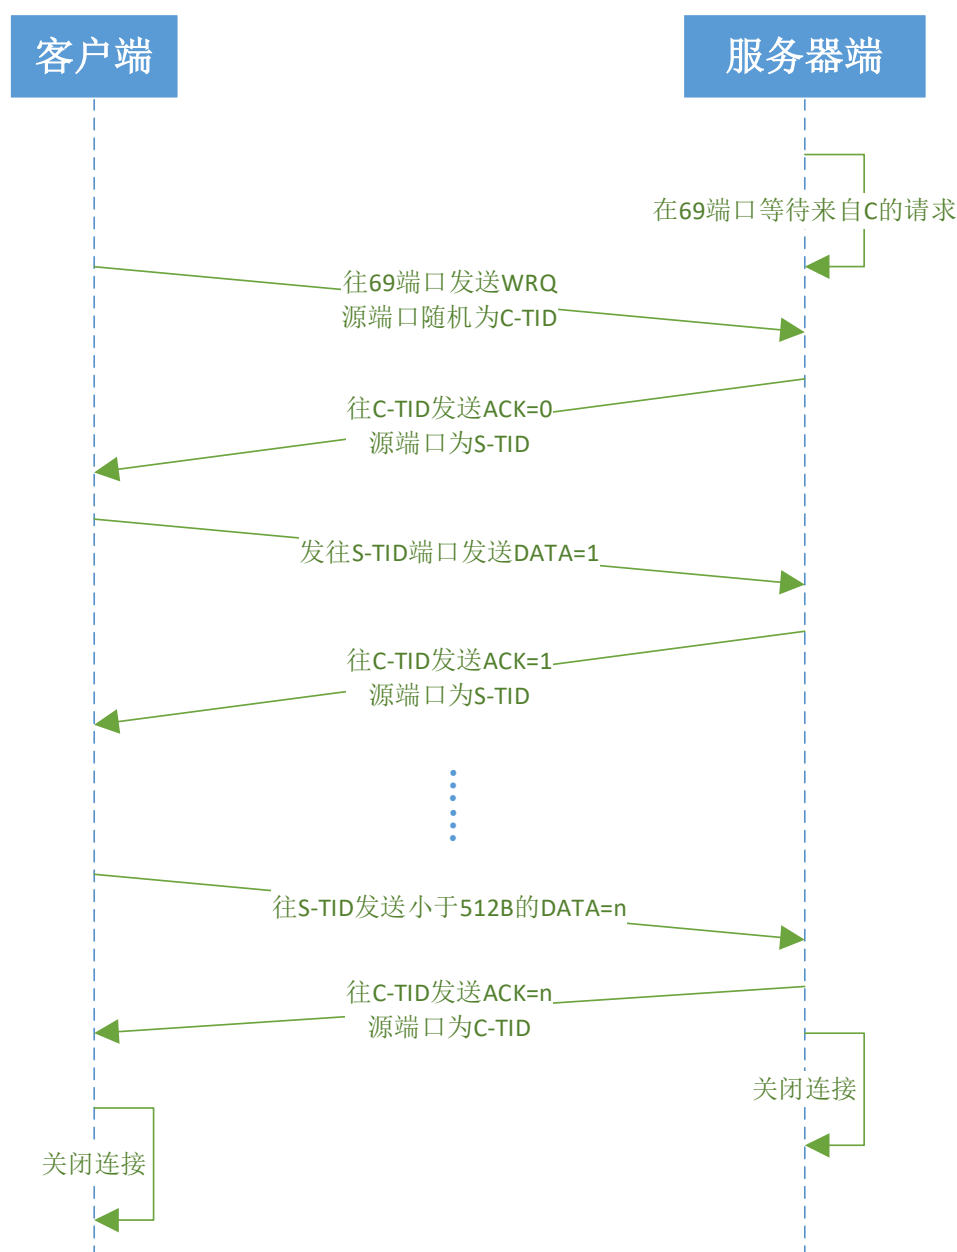 客户端
服务器端
在69端口等待来自C的请求
往69端口发送WRQ
源端口随机为C-TID
往C-TID发送ACK=0
源端口为S-TID
发往S-TID端口发送DATA=1
往C-TID发送ACK=1
源端口为S-TID
往S-TID发送小于512B的DATA=n
往C-TID发送ACK=n
源端口为C-TID
关闭连接
关闭连接